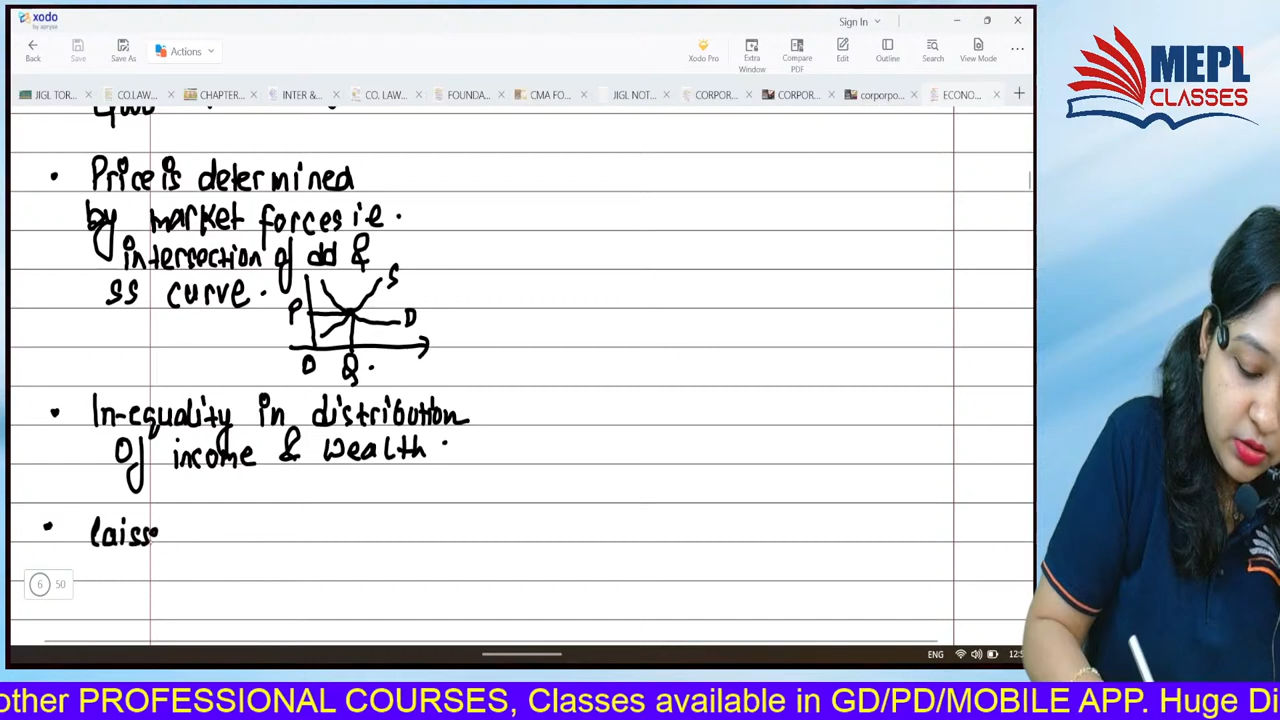 xodo
by apryse
Sign In
Back
Save
Save As
Actions
Xodo Pro
Extra Window
Compare PDF
Edit
Outline
Search
View Mode
JIGL TOR...
CO.LAW...
CHAPTER...
INTER &...
CO.LAW...
FOUNDA...
CMA FO...
JIGL NOT...
CORPOR...
CORPOR...
corporpo...
ECONO...
MEPL
CLASSES
• Price is determined
by market forces i.e.
intersection of dd &
ss curve.
S
P
D
O
Q
• In-equality in distribution
Of income & wealth.
• laiss
6 50
ENG
other PROFESSIONAL COURSES, Classes available in GD/PD/MOBILE APP. Huge Di